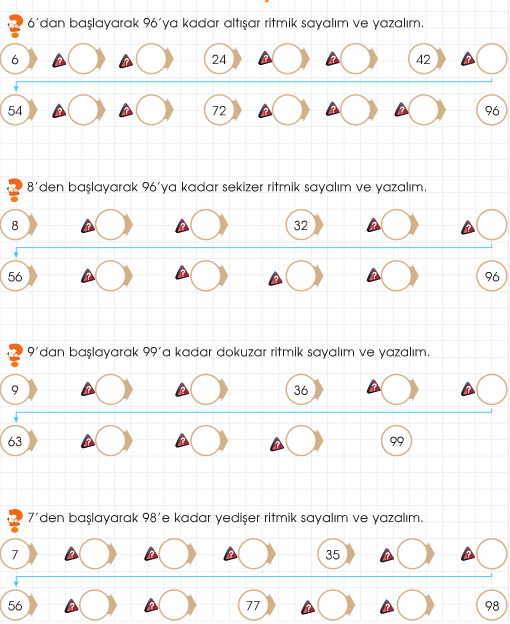 6'dan başlayarak 96'ya kadar altışar ritmik sayalım ve yazalım.
6 24 42
54 72 96
8'den başlayarak 96'ya kadar sekizer ritmik sayalım ve yazalım.
8 32
56 96
9'dan başlayarak 99'a kadar dokuzar ritmik sayalım ve yazalım.
9 36
63 99
7'den başlayarak 98'e kadar yedişer ritmik sayalım ve yazalım.
7 35
56 77 98